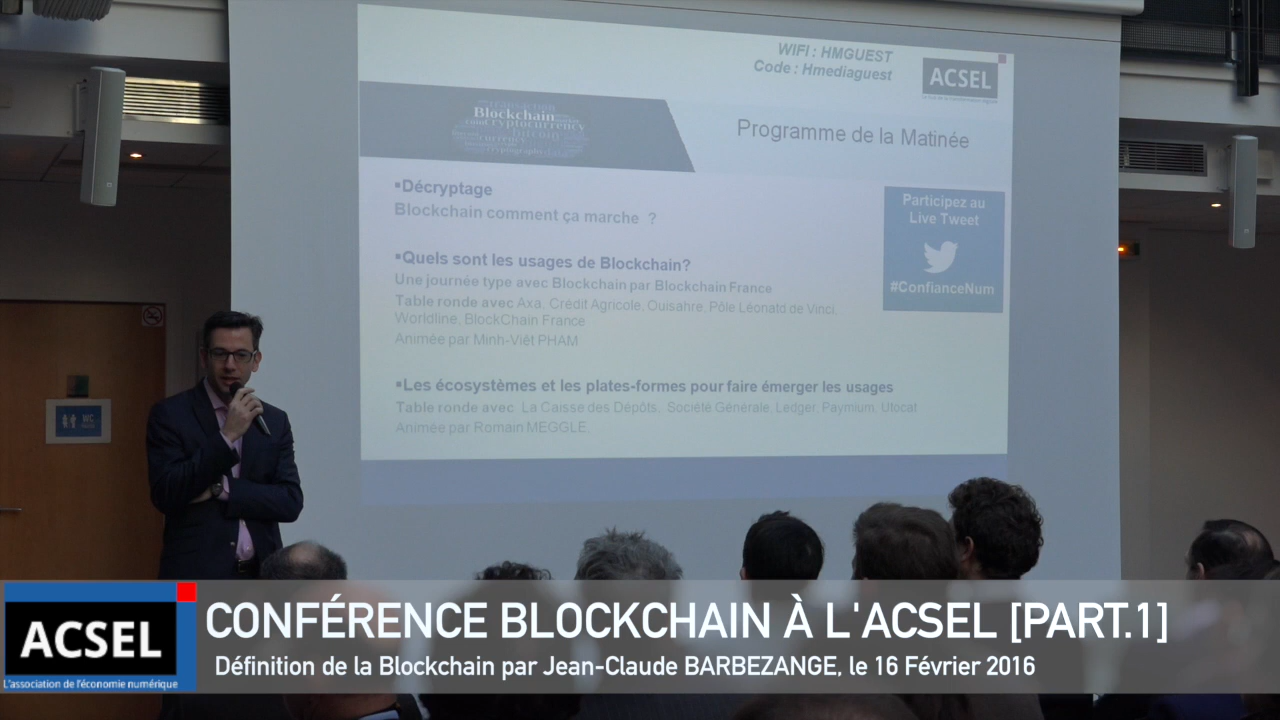 WIFI : HMGUEST
Code : Hmediaguest
ACSEL
Blockchain
cryptocurrency
Programme de la Matinée
▪Décryptage
Blockchain comment ça marche ?
▪Quels sont les usages de Blockchain?
Une journée type avec Blockchain par Blockchain France
Table ronde avec Axa, Crédit Agricole, Ouisahre, Pôle Léonatd de Vinci,
Worldline, BlockChain France
Animée par Minh-Viêt PHAM
▪Les écosystèmes et les plates-formes pour faire émerger les usages
Table ronde avec La Caisse des Dépôts, Société Générale, Ledger, Paymium, Utocat
Animée par Romain MEGGLE
Participez au
Live Tweet
#ConfianceNum
WC
ACSEL
L'association de l'économie numérique
CONFÉRENCE BLOCKCHAIN À L'ACSEL [PART.1]
Définition de la Blockchain par Jean-Claude BARBEZANGE, le 16 Février 2016